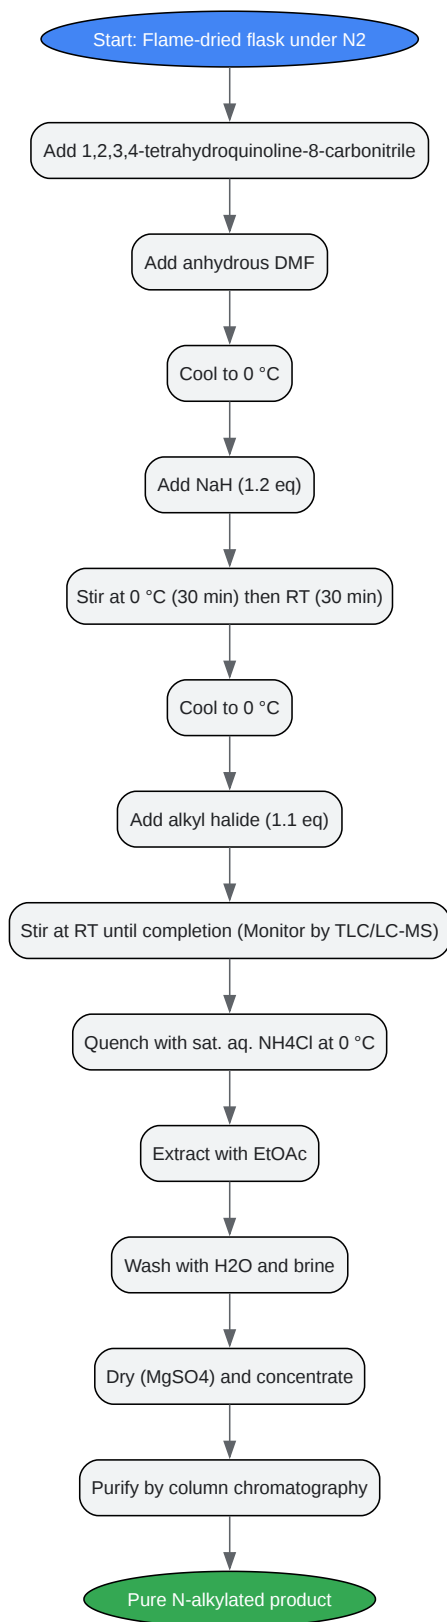 Start: Flame-dried flask under N2
Add 1,2,3,4-tetrahydroquinoline-8-carbonitrile
Add anhydrous DMF
Cool to 0 °C
Add NaH (1.2 eq)
Stir at 0 °C (30 min) then RT (30 min)
Cool to 0 °C
Add alkyl halide (1.1 eq)
Stir at RT until completion (Monitor by TLC/LC-MS)
Quench with sat. aq. NH4Cl at 0 °C
Extract with EtOAc
Wash with H2O and brine
Dry (MgSO4) and concentrate
Purify by column chromatography
Pure N-alkylated product